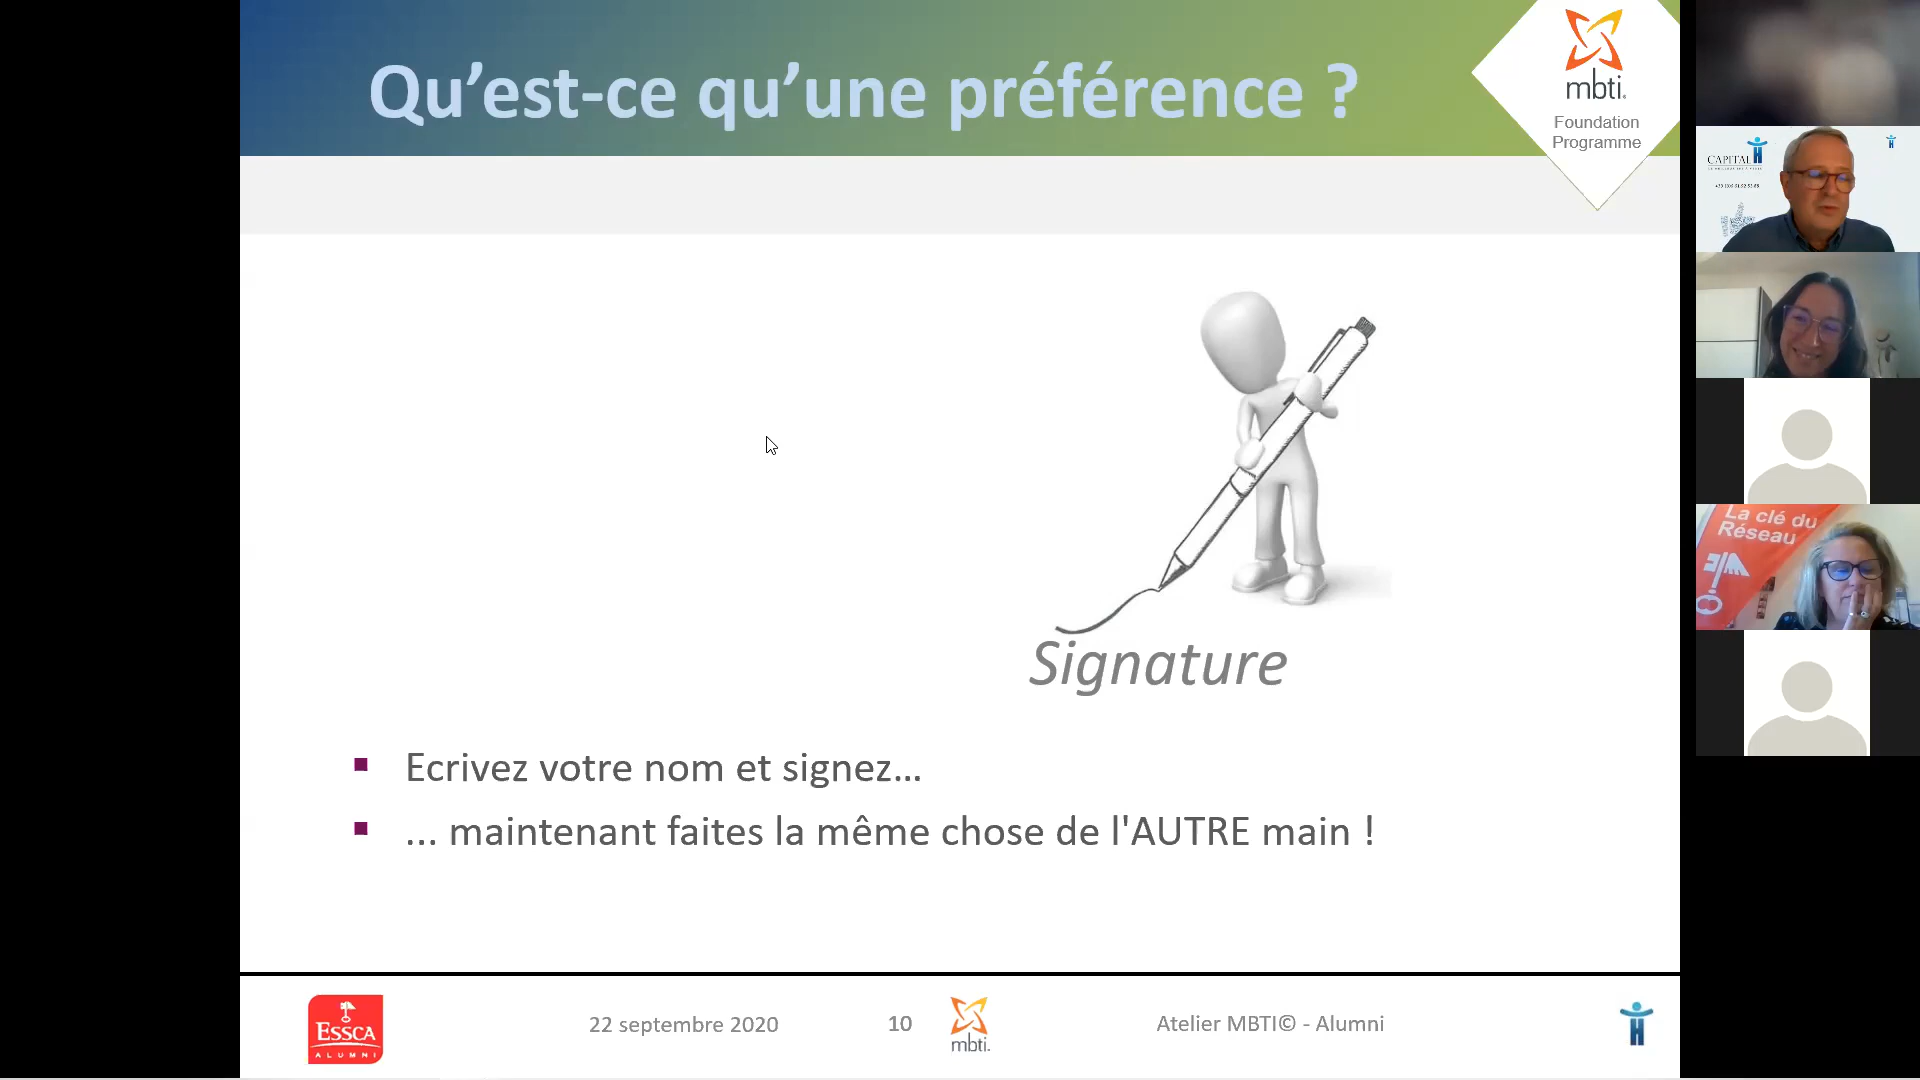 Qu’est-ce qu’une préférence ?
mbti®
Foundation
Programme
Signature
▪ Ecrivez votre nom et signez...
▪ ... maintenant faites la même chose de l'AUTRE main !
ESSCA
ALUMNI
22 septembre 2020
10
mbti®
Atelier MBTI© - Alumni
H
CAPITAL H
La clé du
Réseau